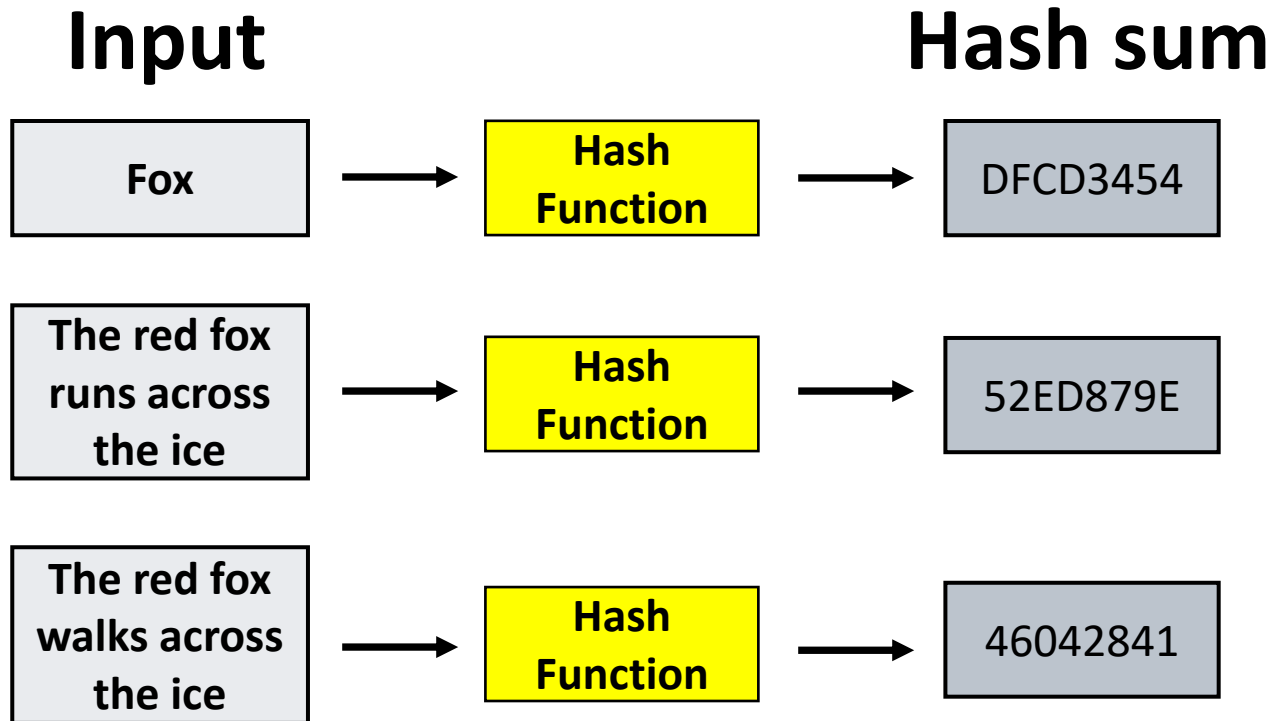 Input
Hash sum
Fox
Hash
Function
DFCD3454
The red fox
runs across
the ice
Hash
Function
52ED879E
The red fox
walks across
the ice
Hash
Function
46042841